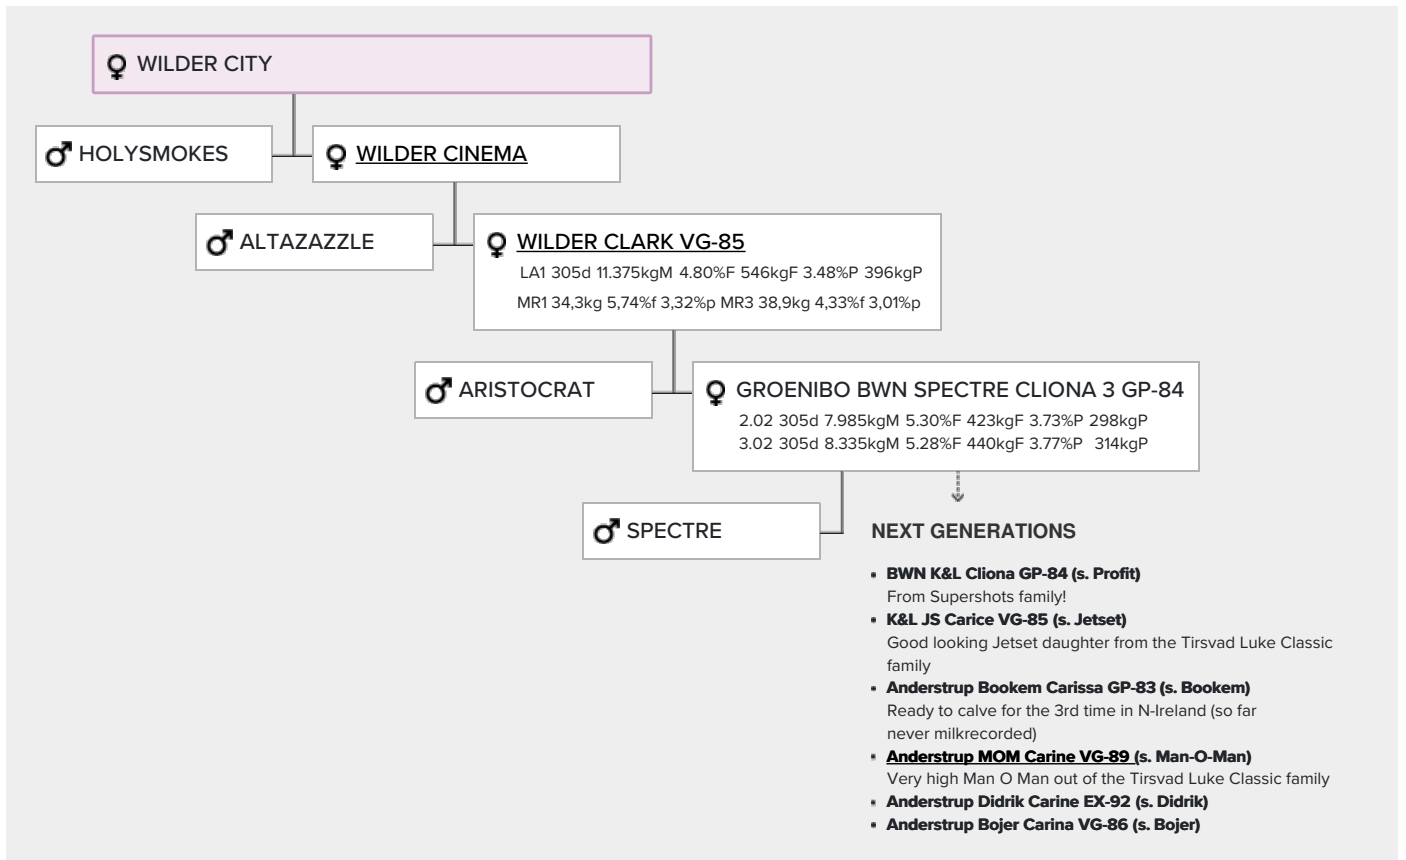 WILDER CITY
HOLYSMOKES
WILDER CINEMA
ALTAZAZZLE
WILDER CLARK VG-85
LA1 305d 11.375kgM 4.80%F 546kgF 3.48%P 396kgP
MR1 34,3kg 5,74%f 3,32%p MR3 38,9kg 4,33%f 3,01%p
ARISTOCRAT
GROENIBO BWN SPECTRE CLIONA 3 GP-84
2.02 305d 7.985kgM 5.30%F 423kgF 3.73%P 298kgP
3.02 305d 8.335kgM 5.28%F 440kgF 3.77%P 314kgP
SPECTRE
NEXT GENERATIONS
BWN K&L Cliona GP-84 (s. Profit)
From Supershots family!
K&L JS Carice VG-85 (s. Jetset)
Good looking Jetset daughter from the Tirsvad Luke Classic
family
Anderstrup Bookem Carissa GP-83 (s. Bookem)
Ready to calve for the 3rd time in N-Ireland (so far
never milkrecorded)
Anderstrup MOM Carine VG-89 (s. Man-O-Man)
Very high Man O Man out of the Tirsvad Luke Classic family
Anderstrup Didrik Carine EX-92 (s. Didrik)
Anderstrup Bojer Carina VG-86 (s. Bojer)